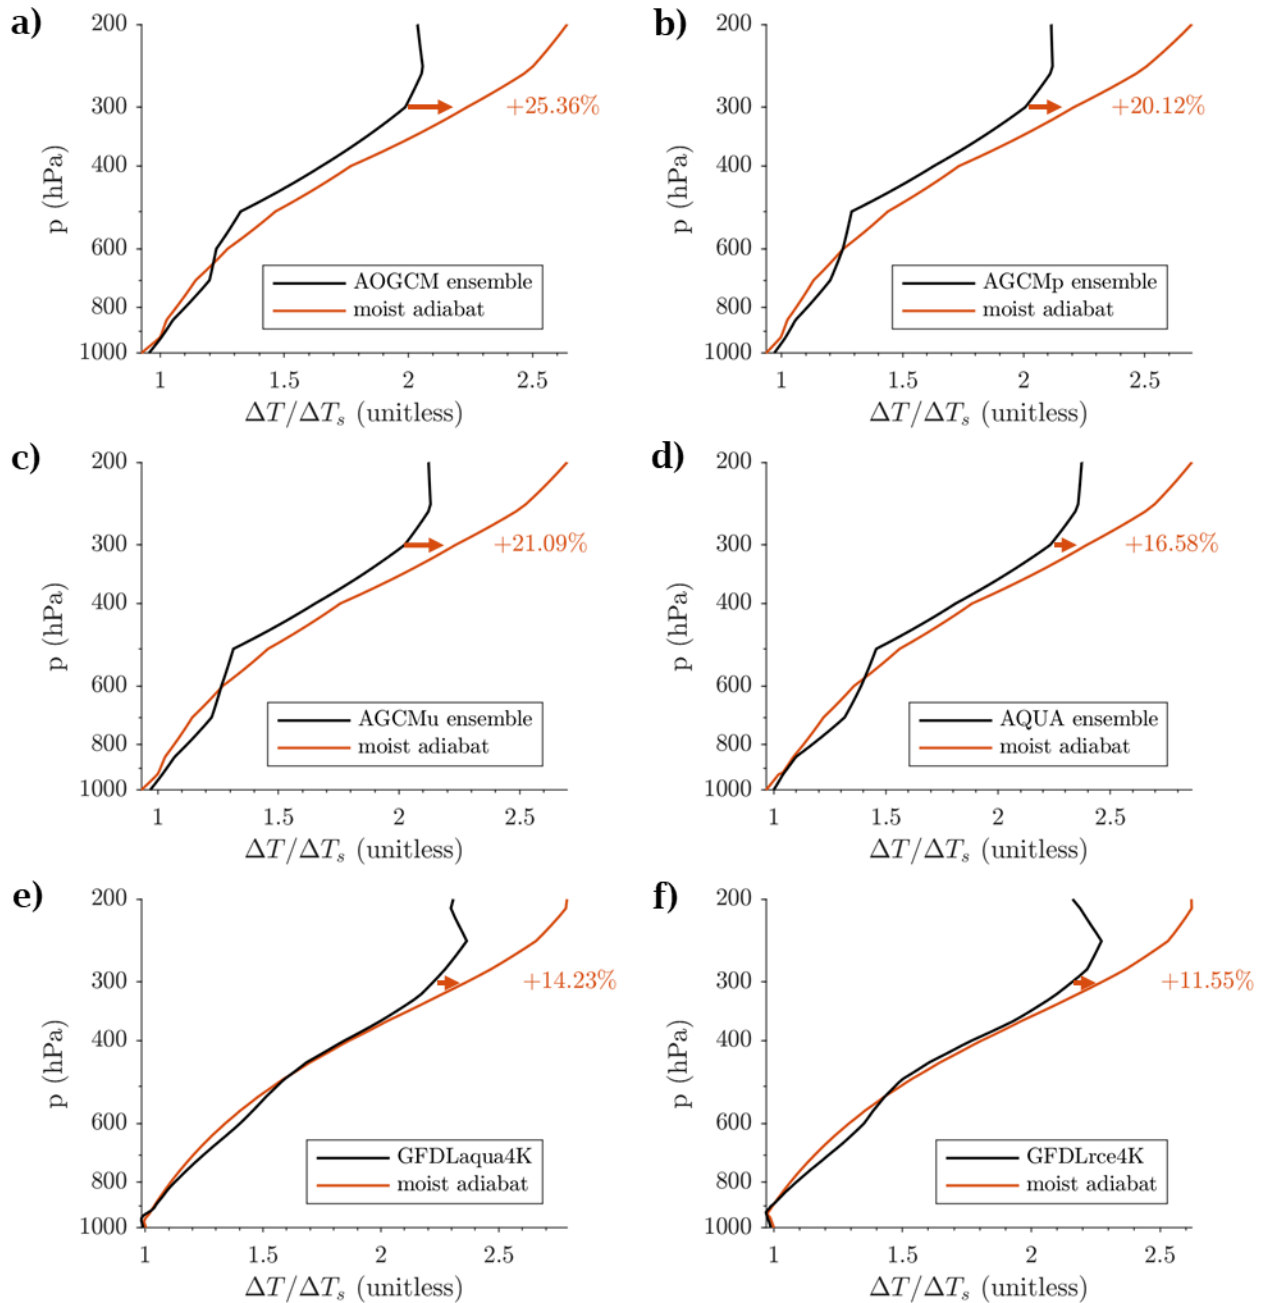 a)
200
300
400
600
800
1000
p (hPa)
+25.36%
AOGCM ensemble
moist adiabat
1 1.5 2 2.5
ΔT/ΔTₛ (unitless)
b)
200
300
400
600
800
1000
p (hPa)
+20.12%
AGCMp ensemble
moist adiabat
1 1.5 2 2.5
ΔT/ΔTₛ (unitless)
c)
200
300
400
600
800
1000
p (hPa)
+21.09%
AGCMu ensemble
moist adiabat
1 1.5 2 2.5
ΔT/ΔTₛ (unitless)
d)
200
300
400
600
800
1000
p (hPa)
+16.58%
AQUA ensemble
moist adiabat
1 1.5 2 2.5
ΔT/ΔTₛ (unitless)
e)
200
300
400
600
800
1000
p (hPa)
+14.23%
GFDLaqua4K
moist adiabat
1 1.5 2 2.5
ΔT/ΔTₛ (unitless)
f)
200
300
400
600
800
1000
p (hPa)
+11.55%
GFDLrce4K
moist adiabat
1 1.5 2 2.5
ΔT/ΔTₛ (unitless)